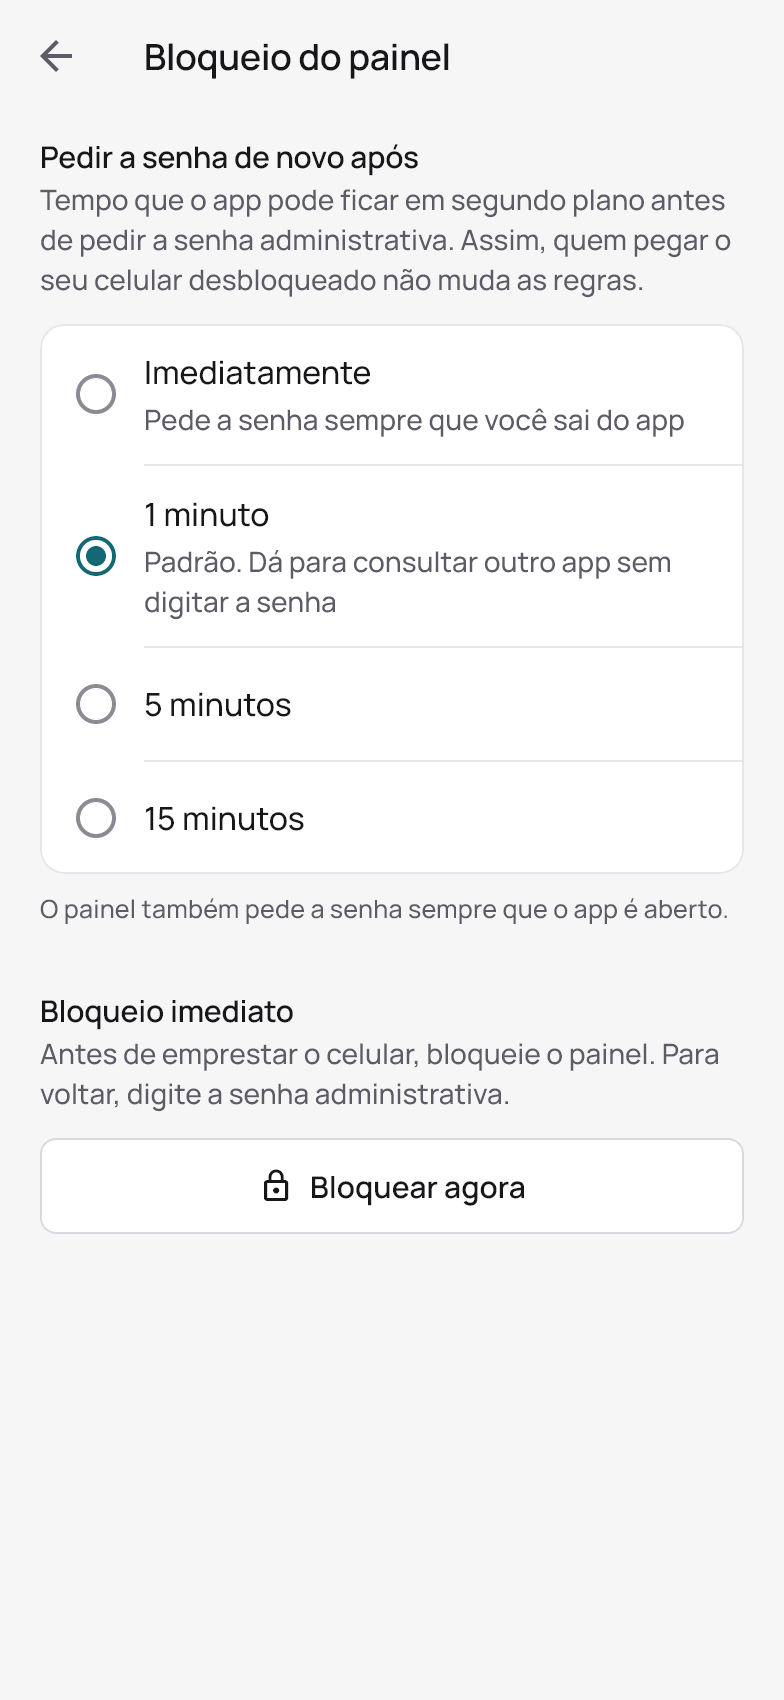 Bloqueio do painel
Pedir a senha de novo após
Tempo que o app pode ficar em segundo plano antes
de pedir a senha administrativa. Assim, quem pegar o
seu celular desbloqueado não muda as regras.
Imediatamente
Pede a senha sempre que você sai do app
1 minuto
Padrão. Dá para consultar outro app sem
digitar a senha
5 minutos
15 minutos
O painel também pede a senha sempre que o app é aberto.
Bloqueio imediato
Antes de emprestar o celular, bloqueie o painel. Para
voltar, digite a senha administrativa.
Bloquear agora